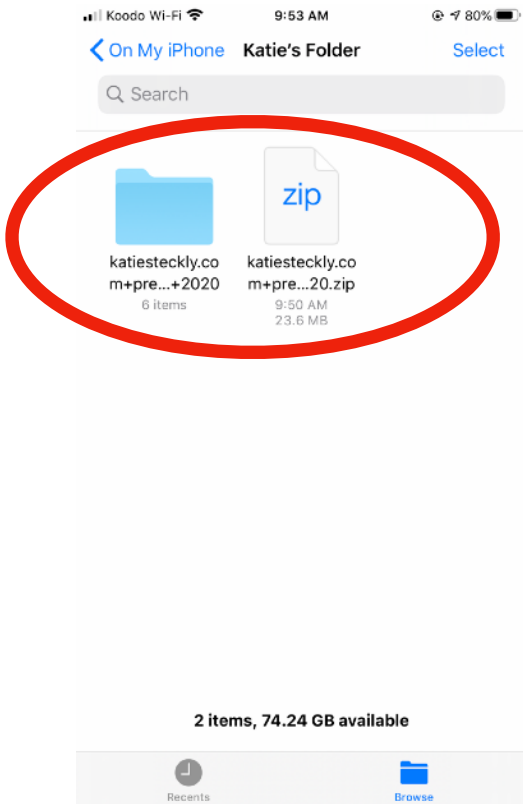 Koodo Wi-Fi 9:53 AM 80%
On My iPhone Katie's Folder Select
Search
zip
katiesteckly.co katiesteckly.co
m+pre...+2020 m+pre...20.zip
6 items 9:50 AM
23.6 MB
2 items, 74.24 GB available
Recents Browse